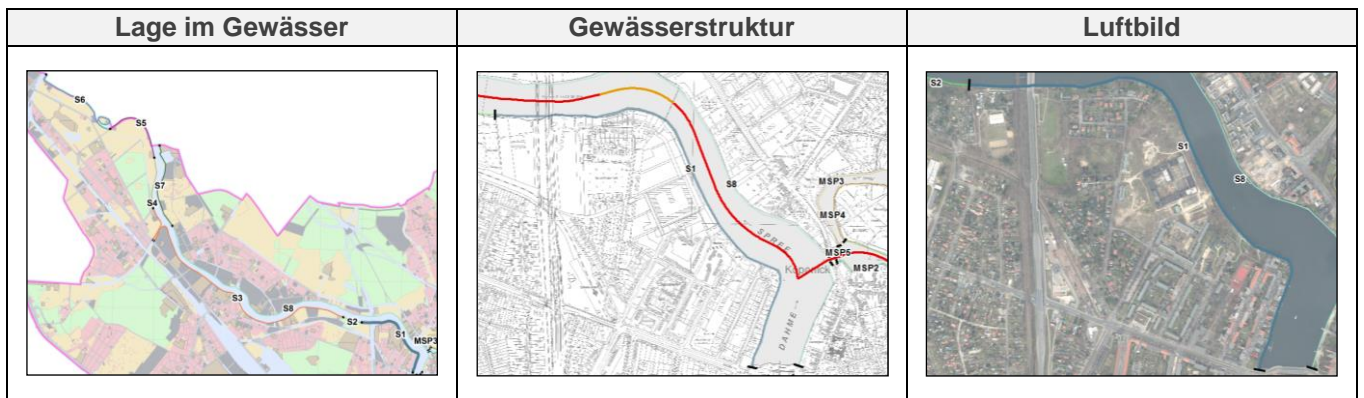 Lage im Gewässer
Gewässerstruktur
Luftbild
S6
S5
S7
S4
S3
S8
S2
S1
MSP3
S1
S8
MSP3
MSP4
SPREE
MSP5
Köpenick
MSP2
DAHME
S2
S1
S8